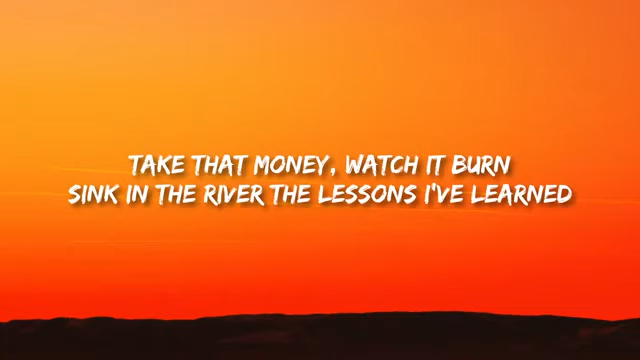 TAKE THAT MONEY, WATCH IT BURN
SINK IN THE RIVER THE LESSONS I'VE LEARNED